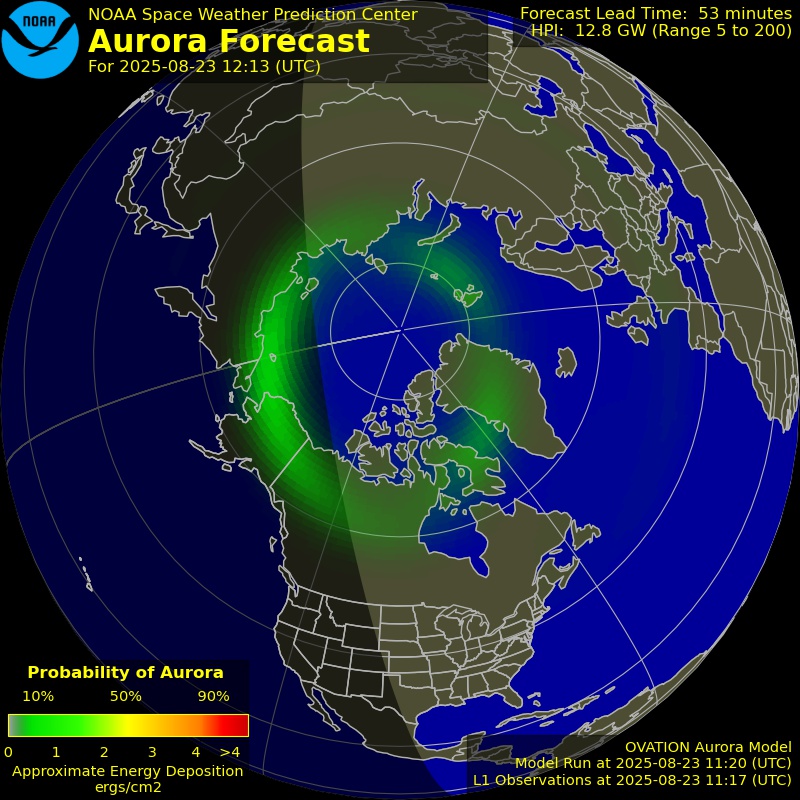 NOAA
NOAA Space Weather Prediction Center
Aurora Forecast
For 2025-08-23 12:13 (UTC)
Forecast Lead Time:  53 minutes
HPI:  12.8 GW (Range 5 to 200)
Probability of Aurora
10% 50% 90%
0 1 2 3 4 >4
Approximate Energy Deposition
ergs/cm2
OVATION Aurora Model
Model Run at 2025-08-23 11:20 (UTC)
L1 Observations at 2025-08-23 11:17 (UTC)